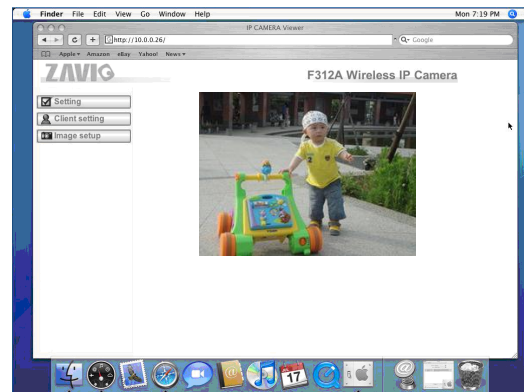 Finder File Edit View Go Window Help Mon 7:19 PM
IP CAMERA Viewer
http://10.0.0.26/ Google
Apple Amazon eBay Yahoo! News
ZAVIO
F312A Wireless IP Camera
Setting
Client setting
Image setup
17